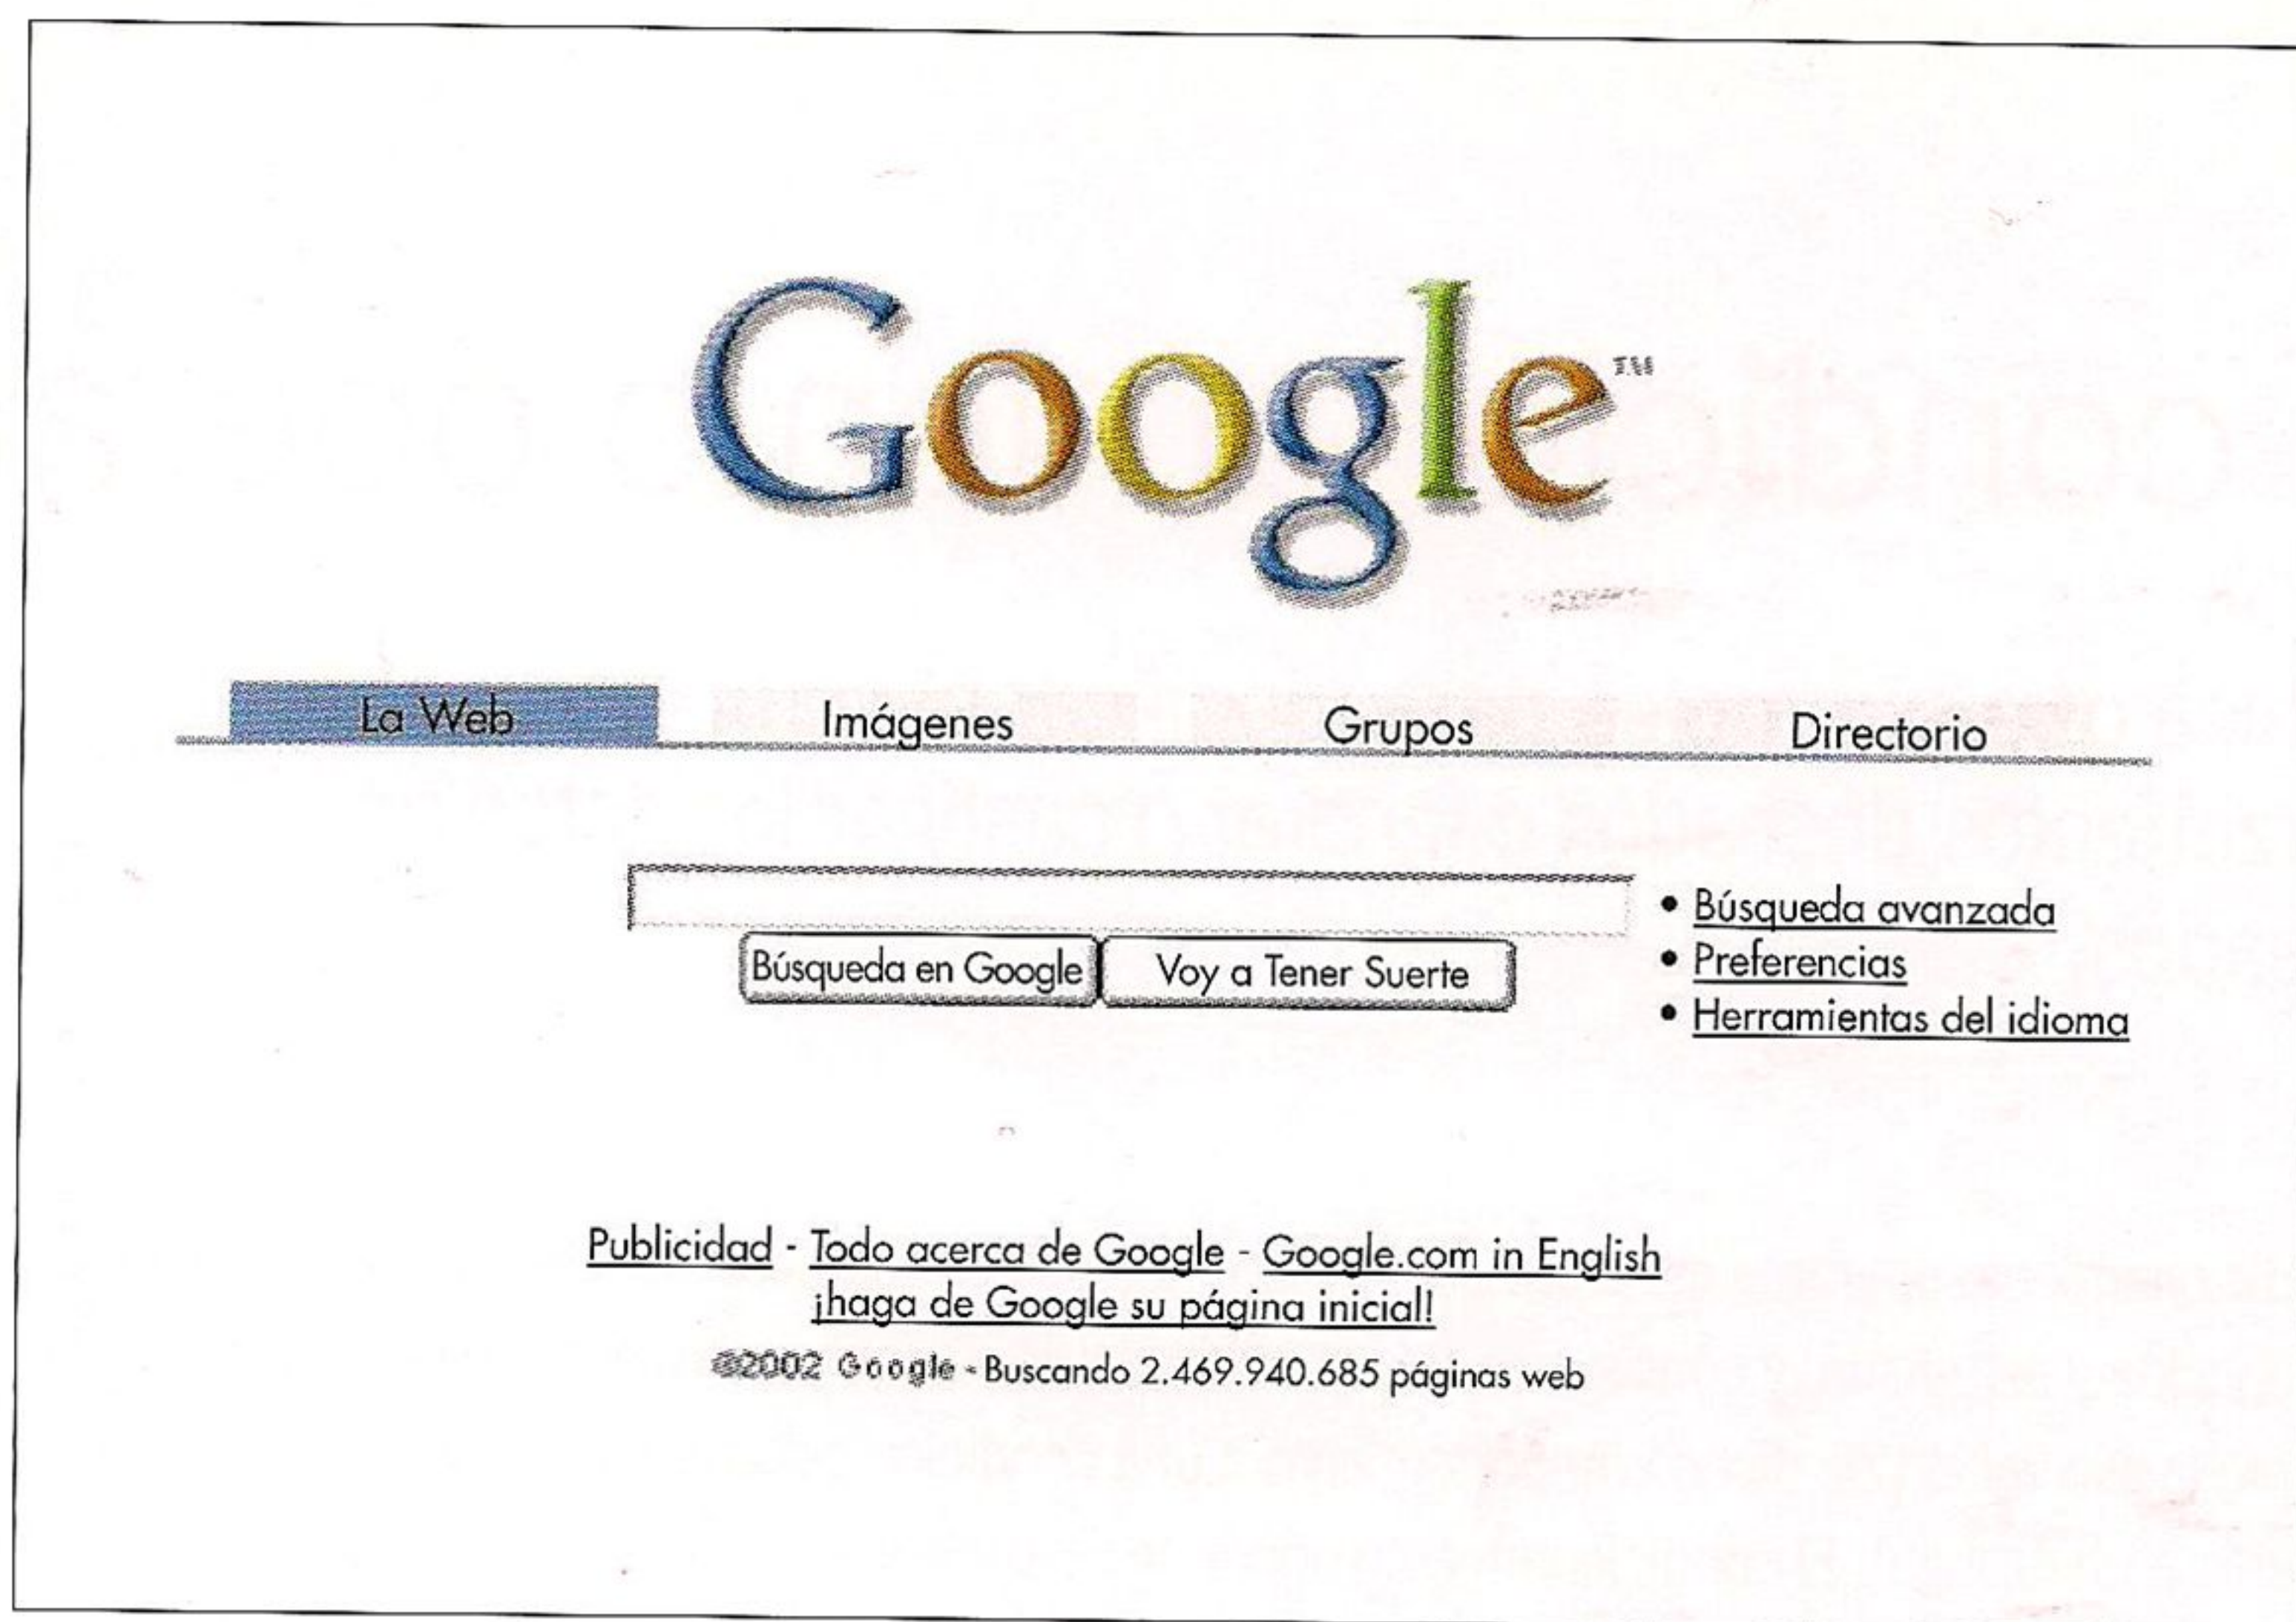 Google™
La Web Imágenes Grupos Directorio
• Búsqueda avanzada
Búsqueda en Google Voy a Tener Suerte • Preferencias
• Herramientas del idioma
Publicidad - Todo acerca de Google - Google.com in English
¡haga de Google su página inicial!
©2002 Google - Buscando 2.469.940.685 páginas web